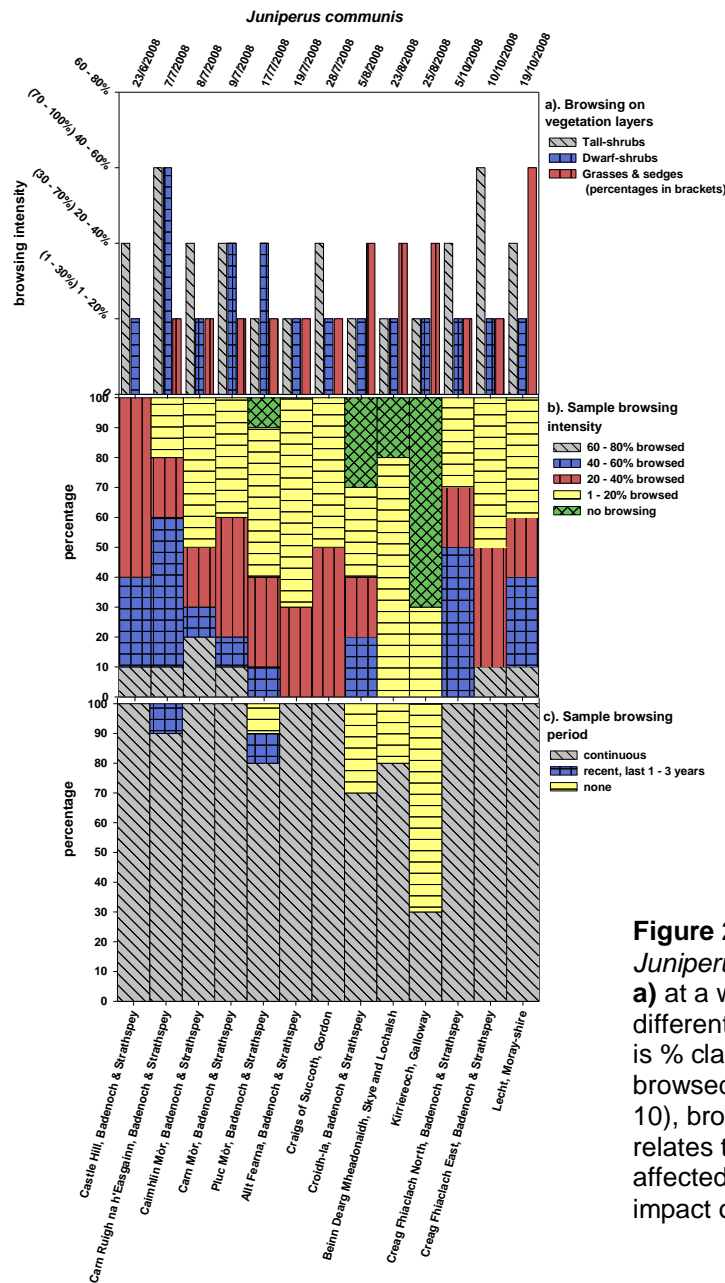 Juniperus communis
23/6/2008
7/7/2008
8/7/2008
9/7/2008
17/7/2008
19/7/2008
28/7/2008
5/8/2008
23/8/2008
25/8/2008
5/10/2008
10/10/2008
19/10/2008
60 - 80%
(70 - 100%) 40 - 60%
(30 - 70%) 20 - 40%
(1 - 30%) 1 - 20%
0
browsing intensity
a). Browsing on
vegetation layers
Tall-shrubs
Dwarf-shrubs
Grasses & sedges
(percentages in brackets)
100
90
80
70
60
50
40
30
20
10
0
percentage
b). Sample browsing
intensity
60 - 80% browsed
40 - 60% browsed
20 - 40% browsed
1 - 20% browsed
no browsing
100
90
80
70
60
50
40
30
20
10
0
percentage
c). Sample browsing
period
continuous
recent, last 1 - 3 years
none
Castle Hill, Badenoch & Strathspey
Carn Ruigh na h'Easgainn, Badenoch & Strathspey
Caimhlin Mòr, Badenoch & Strathspey
Carn Mòr, Badenoch & Strathspey
Pluc Mòr, Badenoch & Strathspey
Allt Fearna, Badenoch & Strathspey
Craigs of Succoth, Gordon
Croidh-la, Badenoch & Strathspey
Beinn Dearg Mheadonaidh, Skye and Lochalsh
Kirriereoch, Galloway
Creag Fhiaclach North, Badenoch & Strathspey
Creag Fhiaclach East, Badenoch & Strathspey
Lecht, Moray-shire
Figure 2
Juniperu
a) at a w
different
is % cla
browsed
10), bro
relates t
affected
impact o